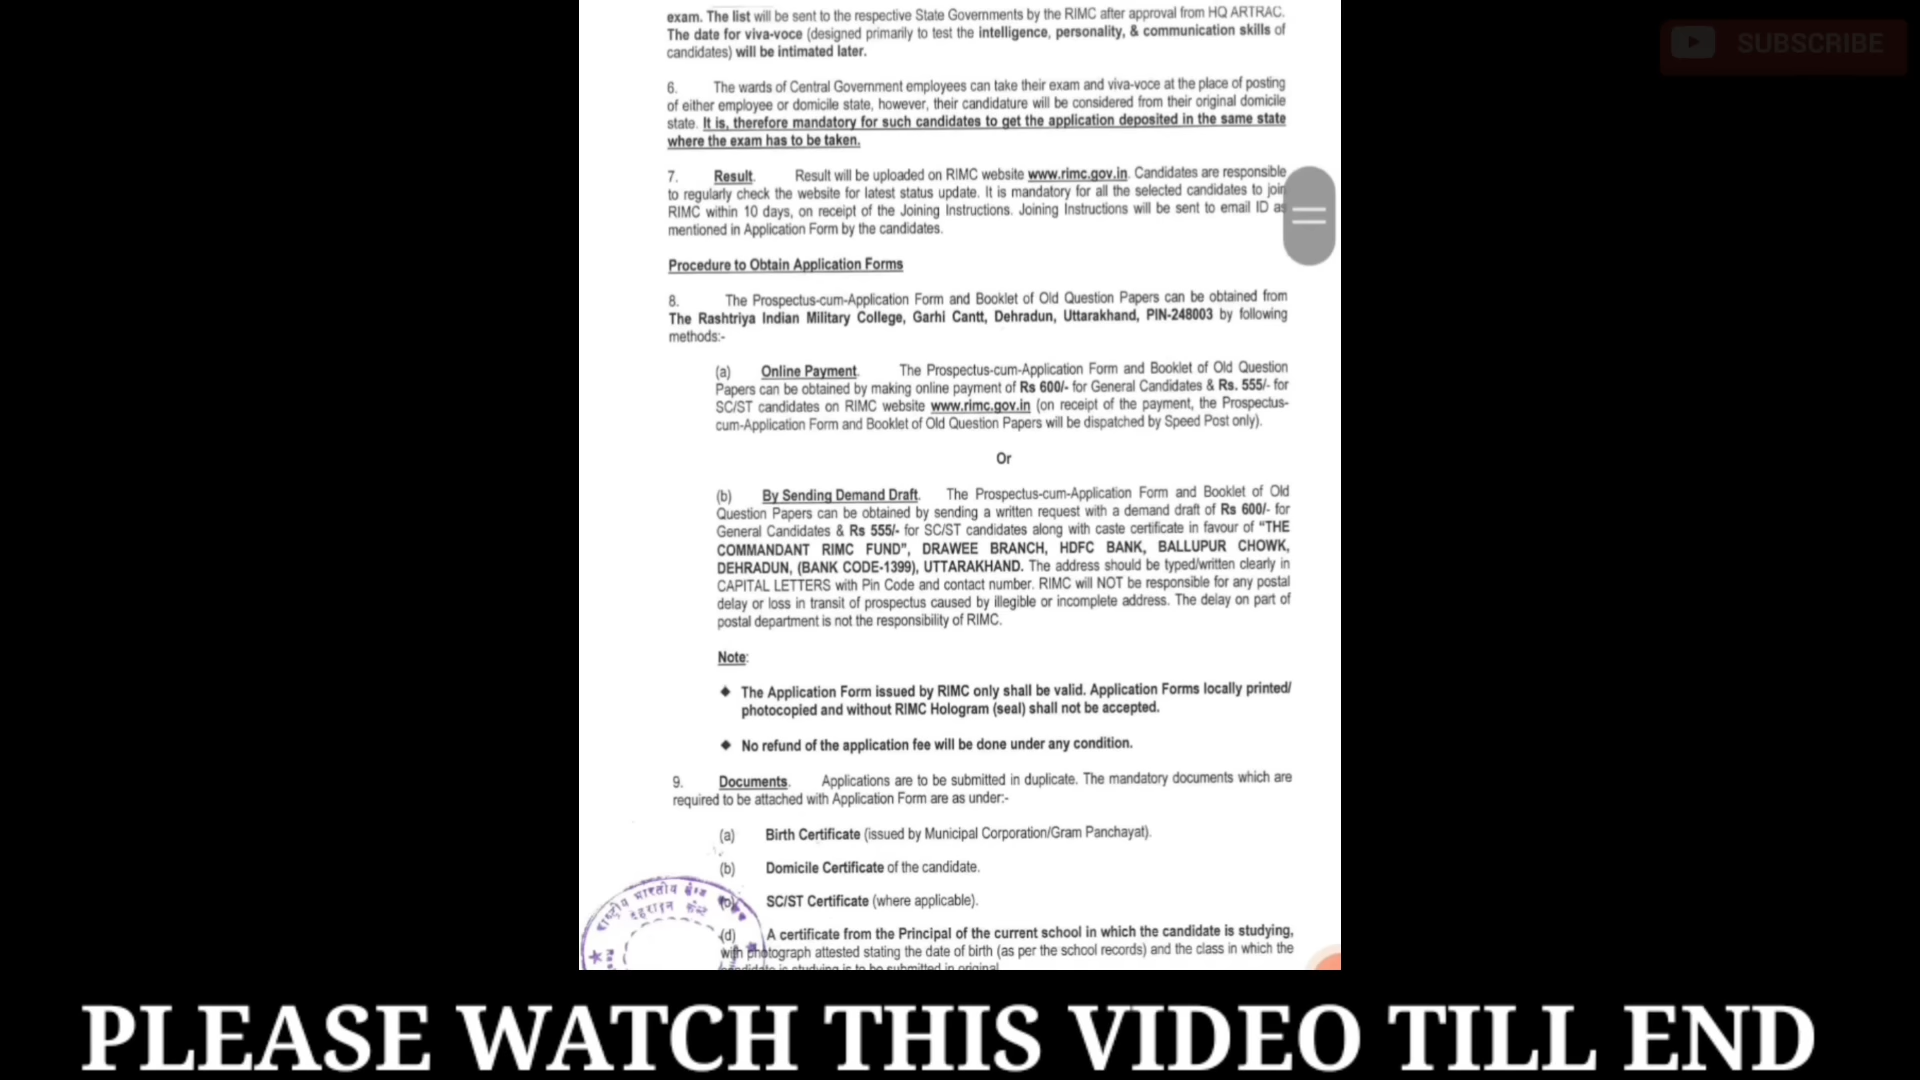 exam. The list will be sent to the respective State Governments by the RIMC after approval from HQ ARTRAC.
The date for viva-voce (designed primarily to test the intelligence, personality, & communication skills of
candidates) will be intimated later.
6. The wards of Central Government employees can take their exam and viva-voce at the place of posting
of either employee or domicile state, however, their candidature will be considered from their original domicile
state. It is, therefore mandatory for such candidates to get the application deposited in the same state
where the exam has to be taken.
7. Result. Result will be uploaded on RIMC website www.rimc.gov.in. Candidates are responsible
to regularly check the website for latest status update. It is mandatory for all the selected candidates to join
RIMC within 10 days, on receipt of the Joining Instructions. Joining Instructions will be sent to email ID as
mentioned in Application Form by the candidates.
Procedure to Obtain Application Forms
8. The Prospectus-cum-Application Form and Booklet of Old Question Papers can be obtained from
The Rashtriya Indian Military College, Garhi Cantt, Dehradun, Uttarakhand, PIN-248003 by following
methods:-
(a) Online Payment. The Prospectus-cum-Application Form and Booklet of Old Question
Papers can be obtained by making online payment of Rs 600/- for General Candidates & Rs. 555/- for
SC/ST candidates on RIMC website www.rimc.gov.in (on receipt of the payment, the Prospectus-
cum-Application Form and Booklet of Old Question Papers will be dispatched by Speed Post only).
Or
(b) By Sending Demand Draft. The Prospectus-cum-Application Form and Booklet of Old
Question Papers can be obtained by sending a written request with a demand draft of Rs 600/- for
General Candidates & Rs 555/- for SC/ST candidates along with caste certificate in favour of "THE
COMMANDANT RIMC FUND", DRAWEE BRANCH, HDFC BANK, BALLUPUR CHOWK,
DEHRADUN, (BANK CODE-1399), UTTARAKHAND. The address should be typed/written clearly in
CAPITAL LETTERS with Pin Code and contact number. RIMC will NOT be responsible for any postal
delay or loss in transit of prospectus caused by illegible or incomplete address. The delay on part of
postal department is not the responsibility of RIMC.
Note:
◆ The Application Form issued by RIMC only shall be valid. Application Forms locally printed/
photocopied and without RIMC Hologram (seal) shall not be accepted.
◆ No refund of the application fee will be done under any condition.
9. Documents. Applications are to be submitted in duplicate. The mandatory documents which are
required to be attached with Application Form are as under:-
(a) Birth Certificate (issued by Municipal Corporation/Gram Panchayat).
(b) Domicile Certificate of the candidate.
(c) SC/ST Certificate (where applicable).
(d) A certificate from the Principal of the current school in which the candidate is studying,
with photograph attested stating the date of birth (as per the school records) and the class in which the
candidate is studying is to be submitted in original
राष्ट्रीय भारतीय
देहरादून कैन्ट
SUBSCRIBE
PLEASE WATCH THIS VIDEO TILL END